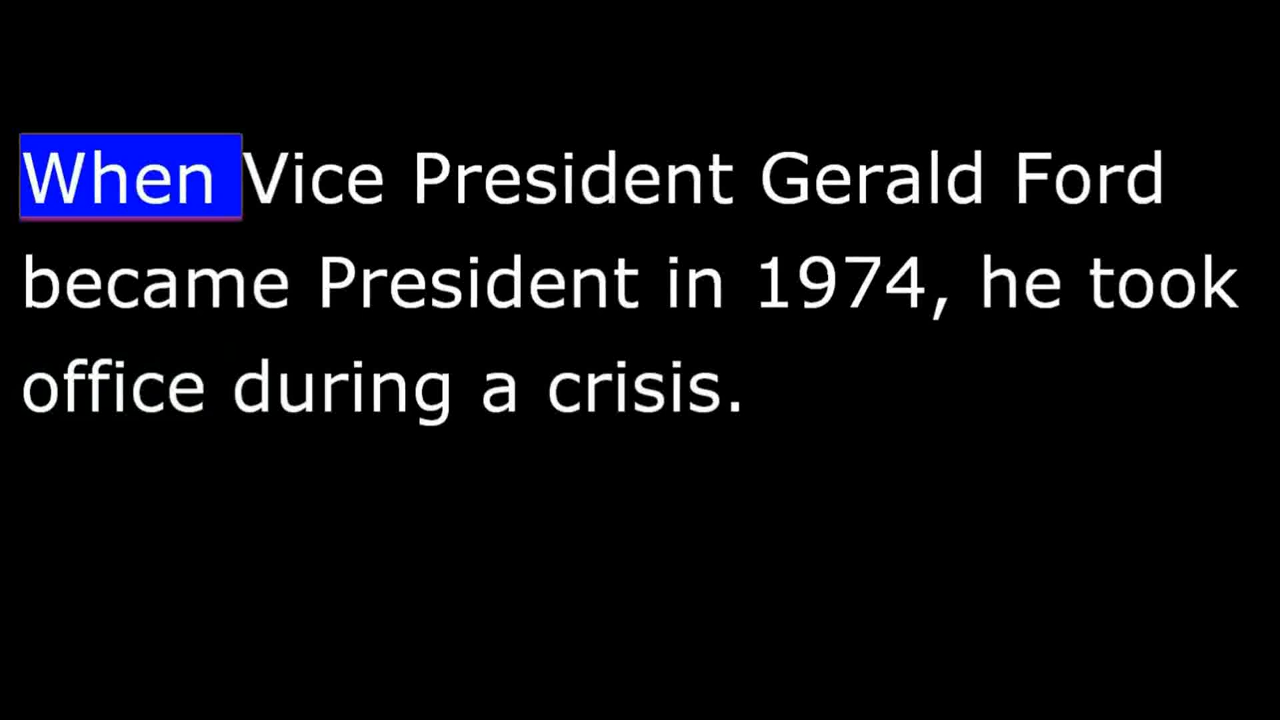 When Vice President Gerald Ford
became President in 1974, he took
office during a crisis.